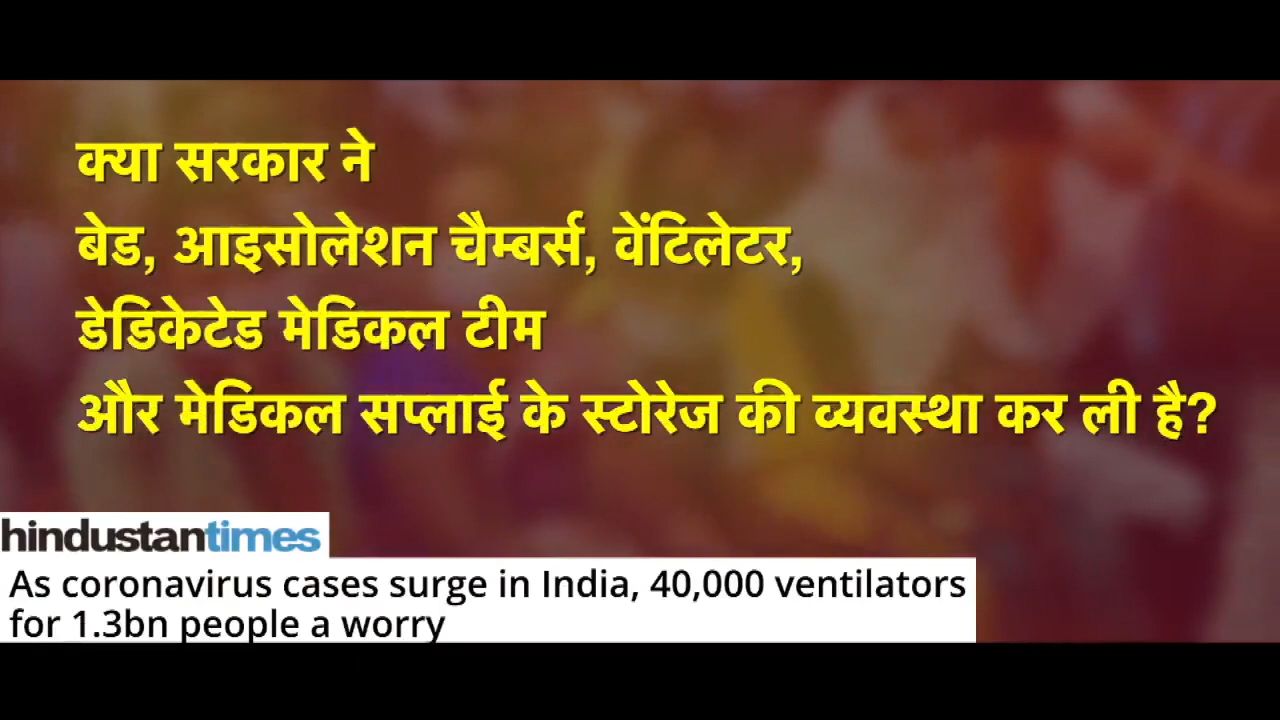 क्या सरकार ने
बेड, आइसोलेशन चैम्बर्स, वेंटिलेटर,
डेडिकेटेड मेडिकल टीम
और मेडिकल सप्लाई के स्टोरेज की व्यवस्था कर ली है?
hindustantimes
As coronavirus cases surge in India, 40,000 ventilators
for 1.3bn people a worry